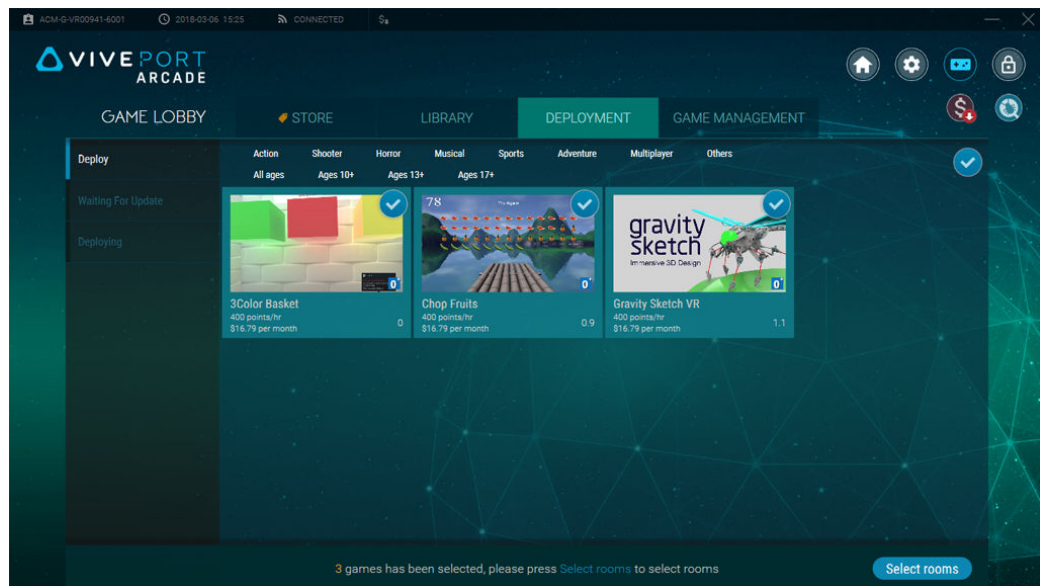 ACM-G-VR00941-6001 2018-03-06 15:25 CONNECTED
VIVEPORT
ARCADE
GAME LOBBY STORE LIBRARY DEPLOYMENT GAME MANAGEMENT
Deploy
Waiting For Update
Deploying
Action Shooter Horror Musical Sports Adventure Multiplayer Others
All ages Ages 10+ Ages 13+ Ages 17+
78
gravity
sketch
Immersive 3D Design
3Color Basket
400 points/hr
$16.79 per month 0
Chop Fruits
400 points/hr
$16.79 per month 0.9
Gravity Sketch VR
400 points/hr
$16.79 per month 1.1
3 games has been selected, please press Select rooms to select rooms
Select rooms